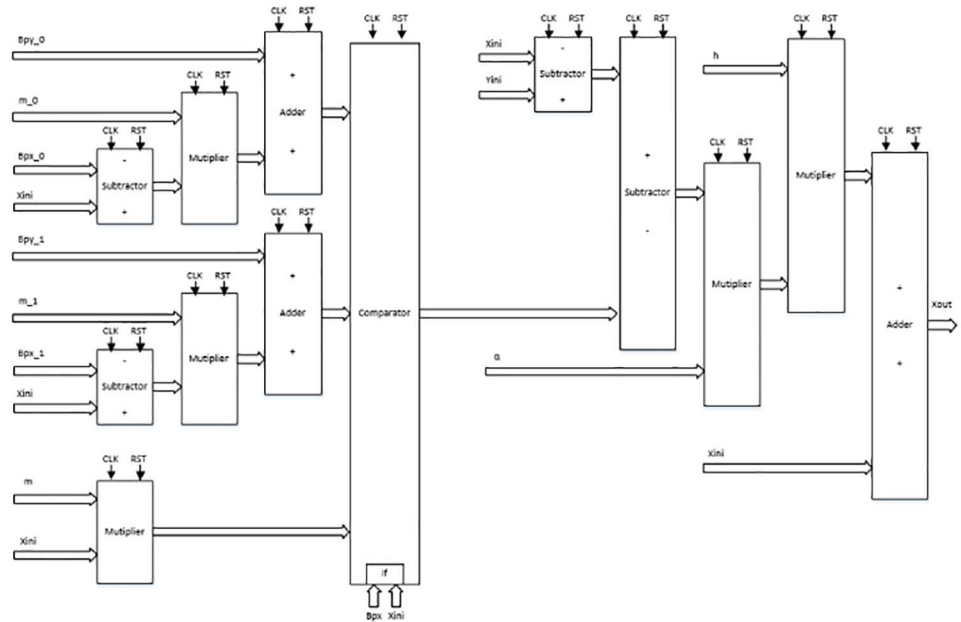 Bpy_0
CLK RST
+
Adder
+
m_0
CLK RST
Mutiplier
CLK RST
Bpx_0
-
Subtractor
Xini
+
Bpy_1
CLK RST
+
Adder
+
m_1
CLK RST
Mutiplier
CLK RST
Bpx_1
-
Subtractor
Xini
+
CLK RST
m
Mutiplier
Xini
CLK RST
Comparator
if
Bpx Xini
CLK RST
Xini
-
Subtractor
Yini
+
CLK RST
+
Subtractor
-
α
CLK RST
Mutiplier
h
CLK RST
Mutiplier
Xini
CLK RST
+
Adder
+
Xout